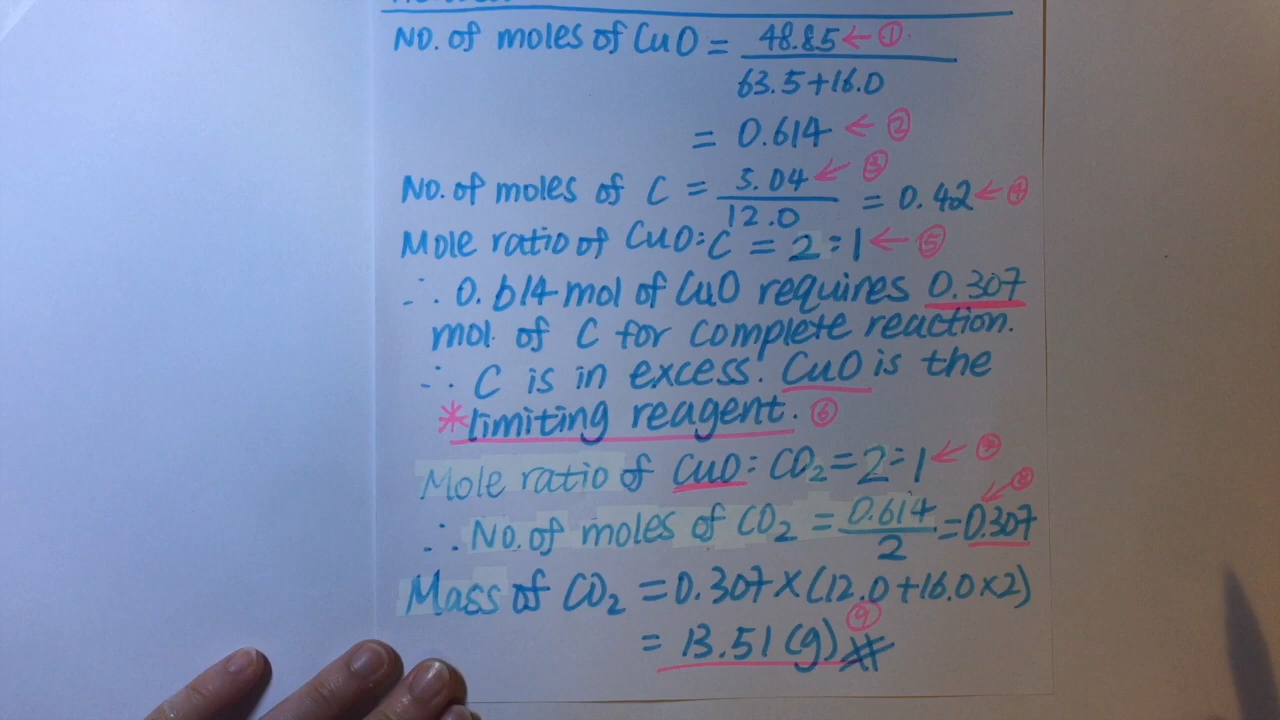 No. of moles of CuO = 48.85 ← ①
63.5+16.0
= 0.614 ← ②
No. of moles of C = 5.04 ← ③
12.0
= 0.42 ← ④
Mole ratio of CuO:C = 2:1 ← ⑤
∴ 0.614 mol of CuO requires 0.307
mol. of C for complete reaction.
∴ C is in excess. CuO is the
*limiting reagent. ⑥
Mole ratio of CuO:CO₂ = 2:1 ← ⑦
∴ No. of moles of CO₂ = 0.614 / 2 = 0.307 ← ⑧
Mass of CO₂ = 0.307×(12.0+16.0×2)
= 13.51 (g) ⑨